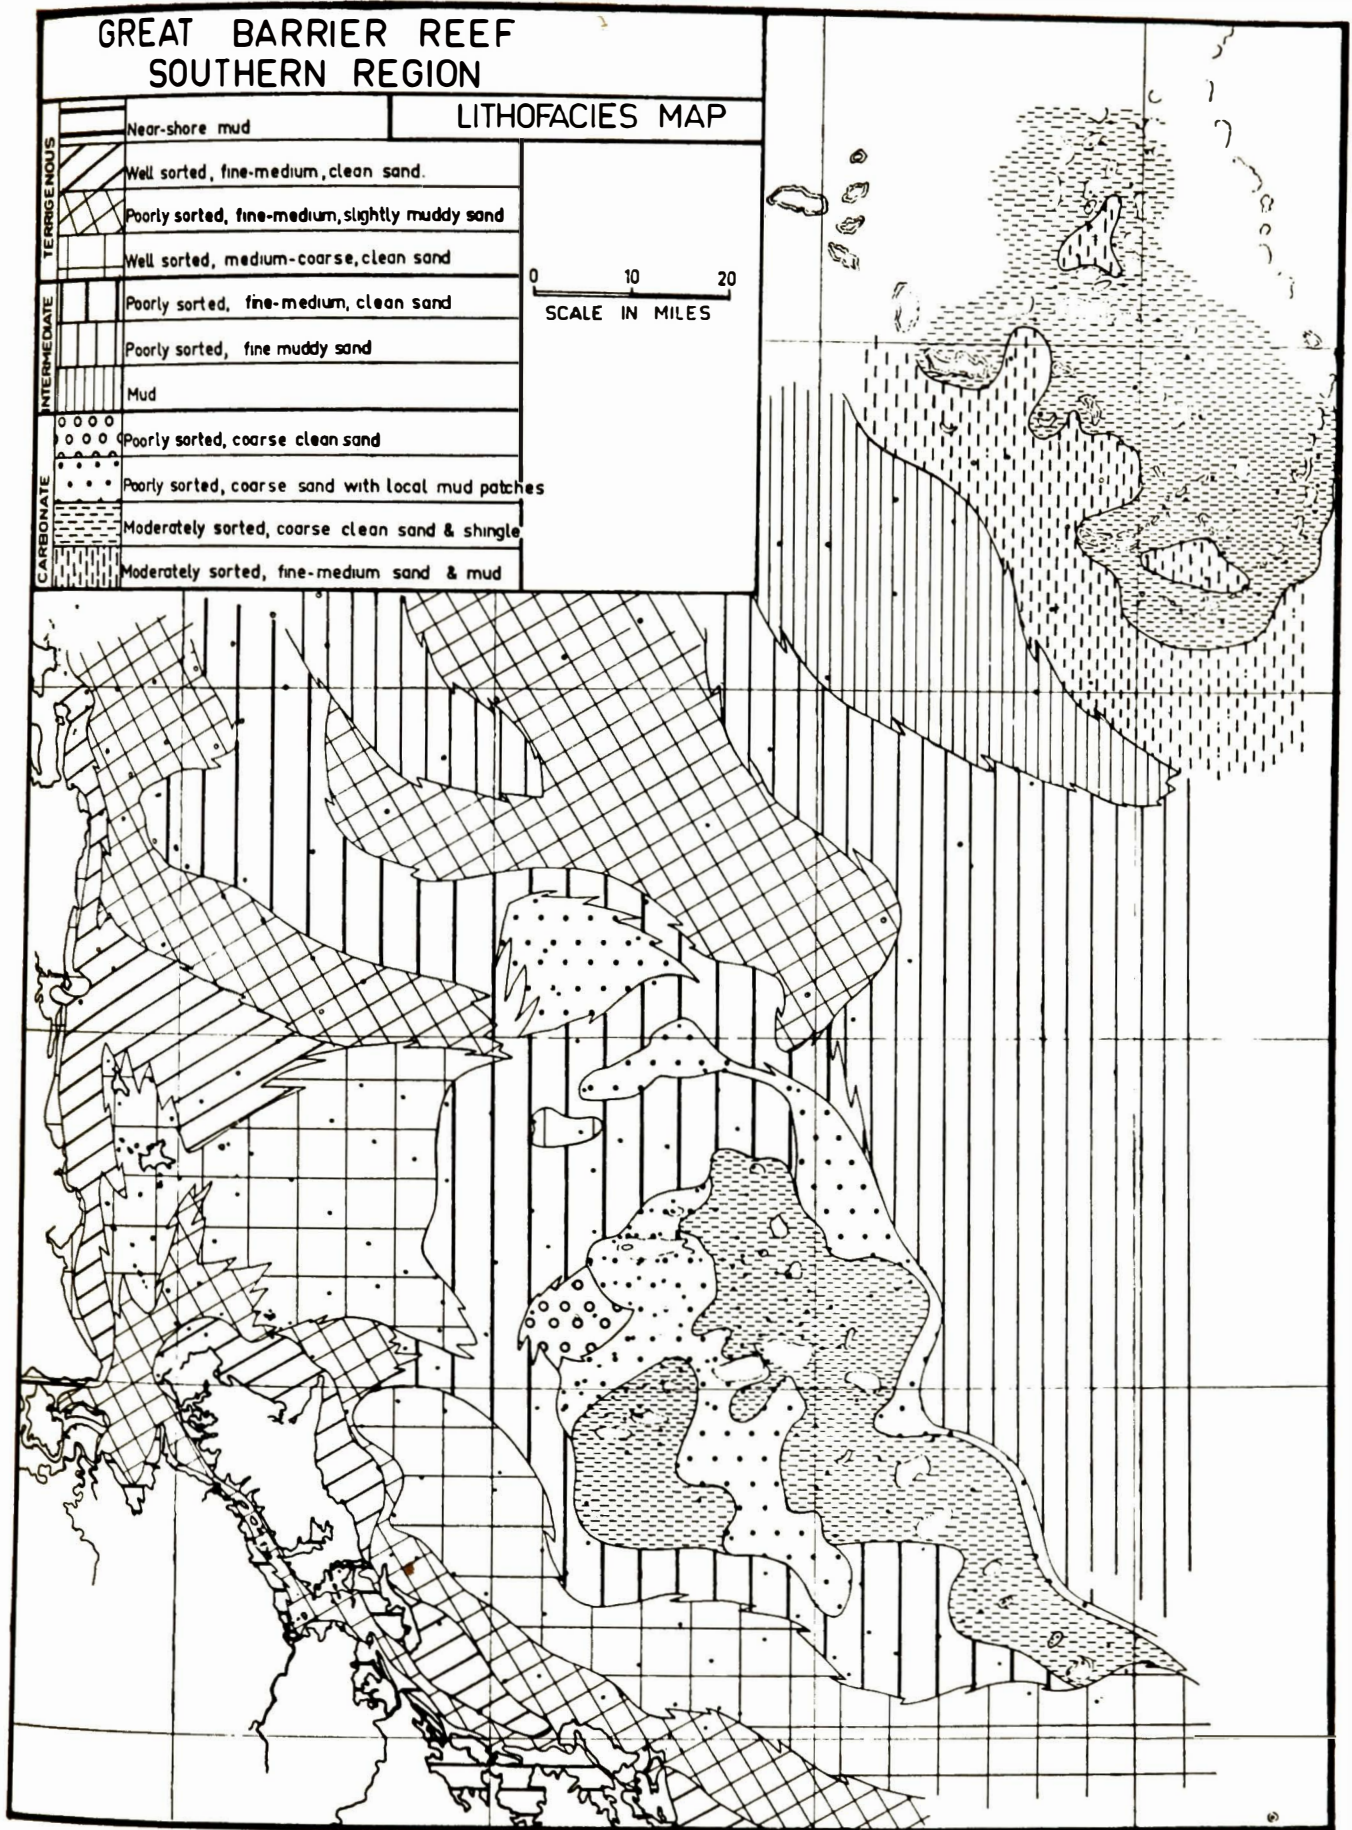 GREAT BARRIER REEF
SOUTHERN REGION
LITHOFACIES MAP
TERRIGENOUS
Near-shore mud
Well sorted, fine-medium, clean sand.
Poorly sorted, fine-medium, slightly muddy sand
Well sorted, medium-coarse, clean sand
INTERMEDIATE
Poorly sorted, fine-medium, clean sand
Poorly sorted, fine muddy sand
Mud
CARBONATE
Poorly sorted, coarse clean sand
Poorly sorted, coarse sand with local mud patches
Moderately sorted, coarse clean sand & shingle
Moderately sorted, fine-medium sand & mud
0 10 20
SCALE IN MILES